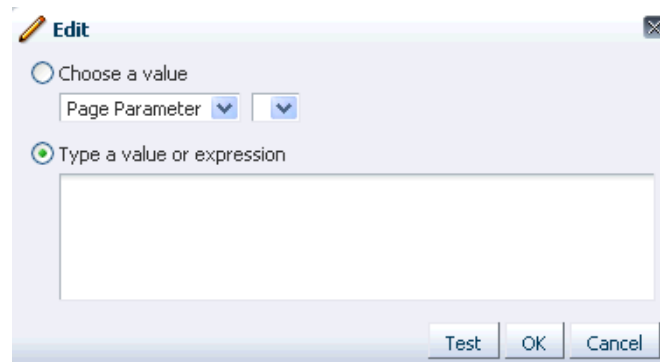 Edit
Choose a value
Page Parameter
Type a value or expression
Test OK Cancel